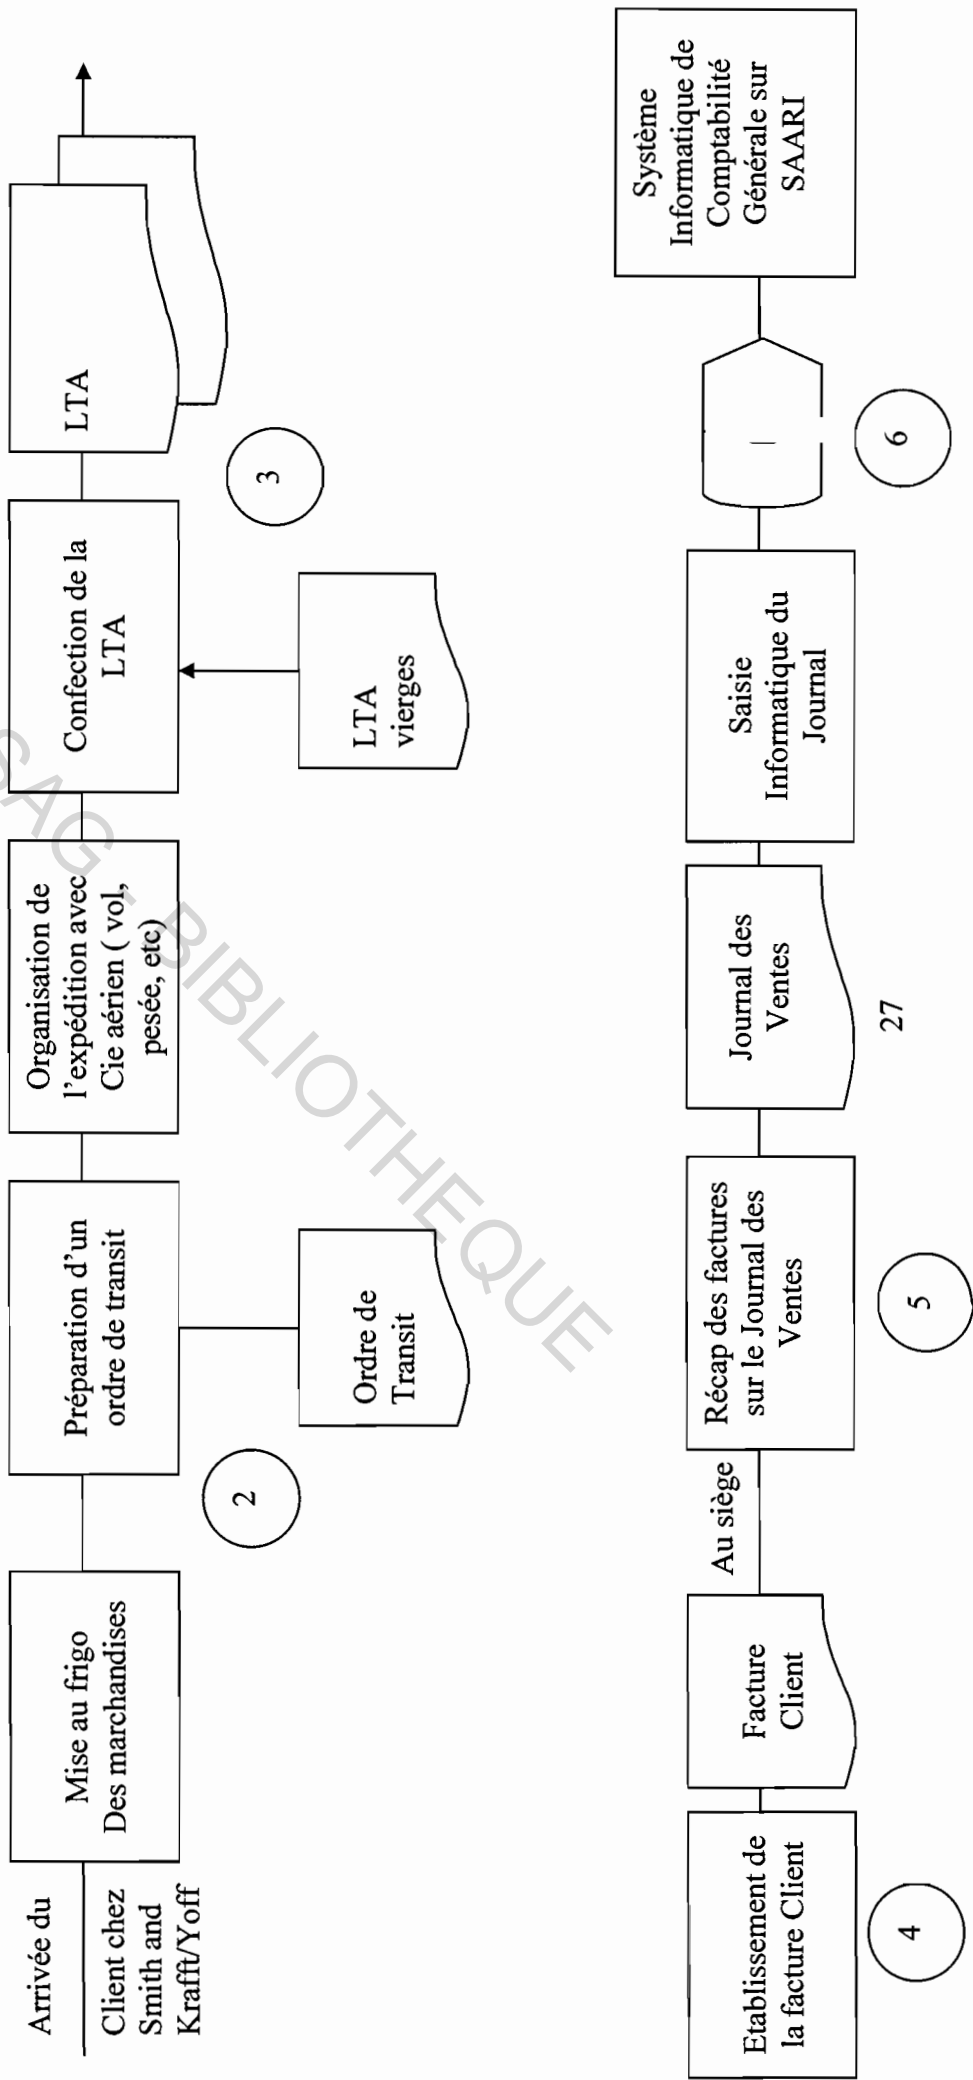 Arrivée du
Client chez
Smith and
Krafft/Yoff
Mise au frigo
Des marchandises
Préparation d'un
ordre de transit
2
Ordre de
Transit
Organisation de
l'expédition avec
Cie aérien ( vol,
pesée, etc)
Confection de la
LTA
LTA
vierges
3
LTA
Etablissement de
la facture Client
4
Facture
Client
Au siège
Récap des factures
sur le Journal des
Ventes
5
Journal des
Ventes
Saisie
Informatique du
Journal
6
Système
Informatique de
Comptabilité
Générale sur
SAARI
27
SAG - BIBLIOTHEQUE